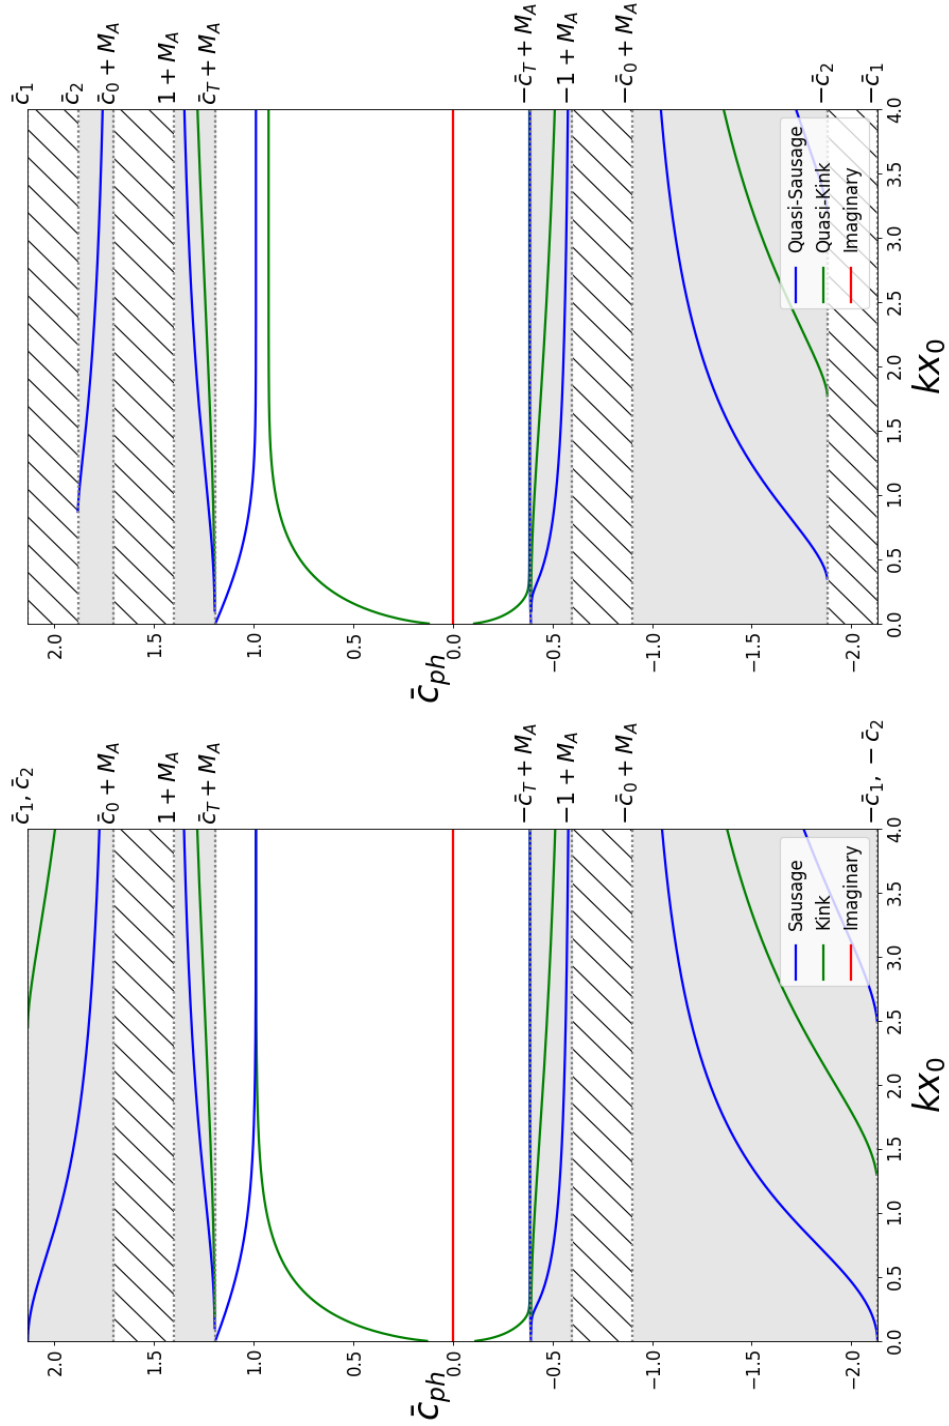 c̄₁, c̄₂
c̄₀ + M_A
1 + M_A
c̄_T + M_A
−c̄_T + M_A
−1 + M_A
−c̄₀ + M_A
−c̄₁, −c̄₂
2.0
1.5
1.0
0.5
0.0
−0.5
−1.0
−1.5
−2.0
c̄_ph
Sausage
Kink
Imaginary
0.0 0.5 1.0 1.5 2.0 2.5 3.0 3.5 4.0
kx₀
c̄₁
c̄₂
c̄₀ + M_A
1 + M_A
c̄_T + M_A
−c̄_T + M_A
−1 + M_A
−c̄₀ + M_A
−c̄₂
−c̄₁
2.0
1.5
1.0
0.5
0.0
−0.5
−1.0
−1.5
−2.0
c̄_ph
Quasi-Sausage
Quasi-Kink
Imaginary
0.0 0.5 1.0 1.5 2.0 2.5 3.0 3.5 4.0
kx₀